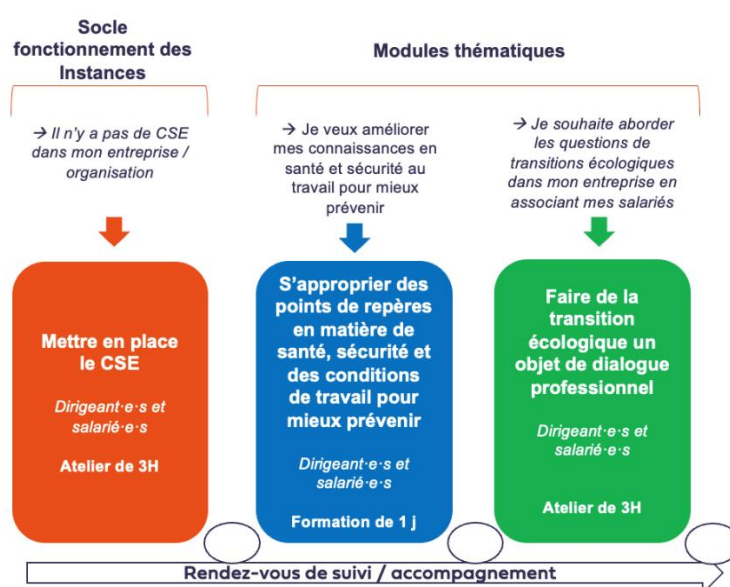 Socle
fonctionnement des
Instances
Modules thématiques
→ Il n'y a pas de CSE
dans mon entreprise /
organisation
→ Je veux améliorer
mes connaissances en
santé et sécurité au
travail pour mieux
prévenir
→ Je souhaite aborder
les questions de
transitions écologiques
dans mon entreprise en
associant mes salariés
Mettre en place
le CSE
Dirigeant·e·s et
salarié·e·s
Atelier de 3H
S'approprier des
points de repères
en matière de
santé, sécurité et
des conditions
de travail pour
mieux prévenir
Dirigeant·e·s et
salarié·e·s
Formation de 1 j
Faire de la
transition
écologique un
objet de dialogue
professionnel
Dirigeant·e·s et
salarié·e·s
Atelier de 3H
Rendez-vous de suivi / accompagnement